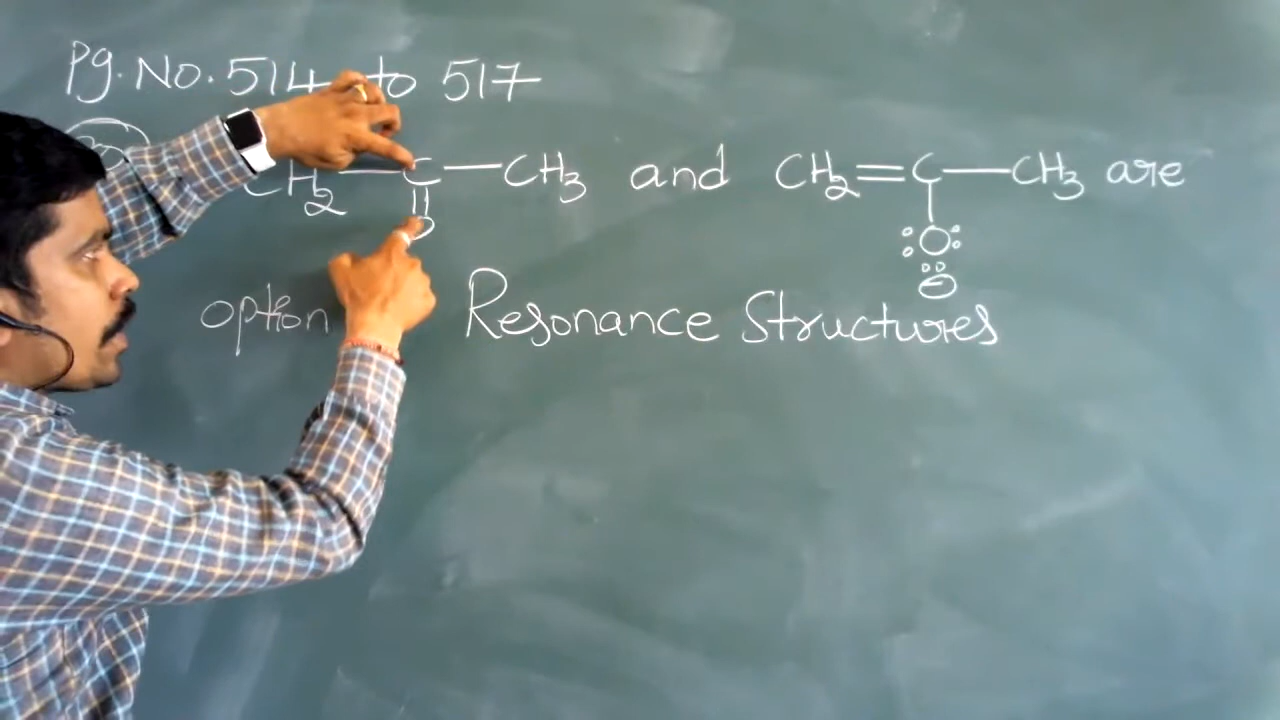 Pg. No. 514 to 517
CH2 — C — CH3 and CH2 = C — CH3 are
|| |
O :O:
..
⊖
option Resonance Structures